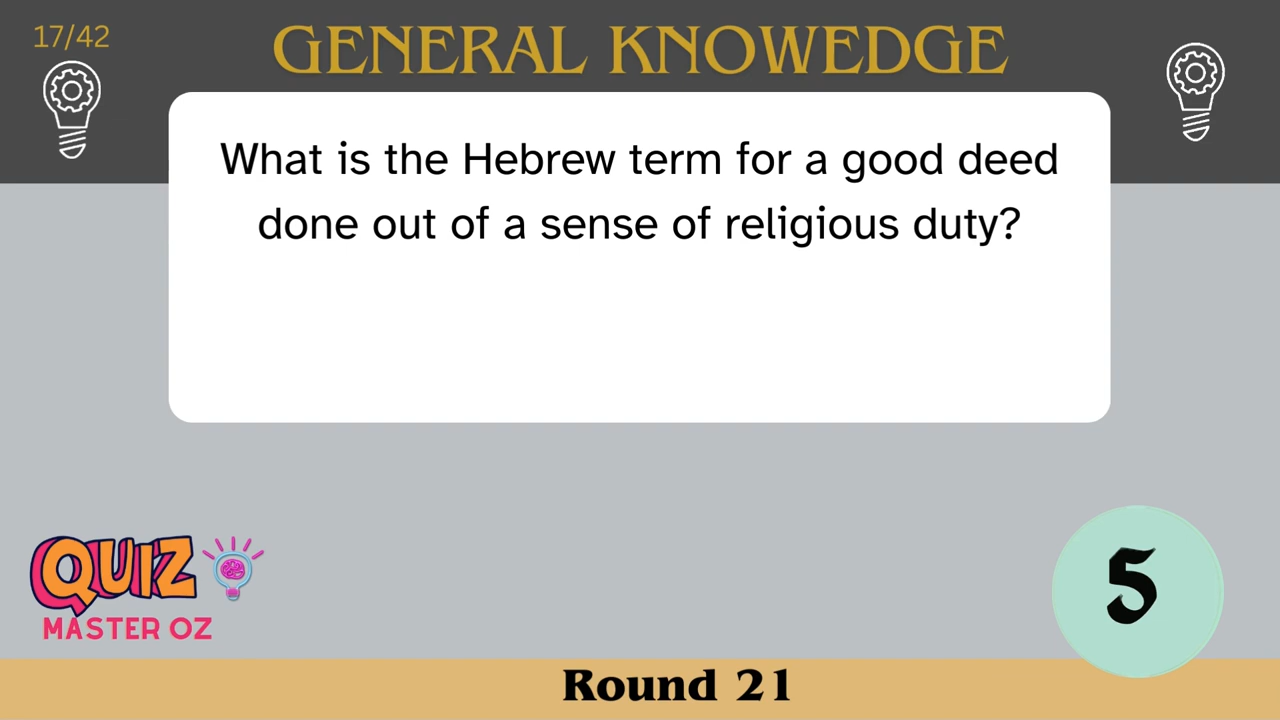 17/42
GENERAL KNOWEDGE
What is the Hebrew term for a good deed
done out of a sense of religious duty?
QUIZ
MASTER OZ
5
Round 21